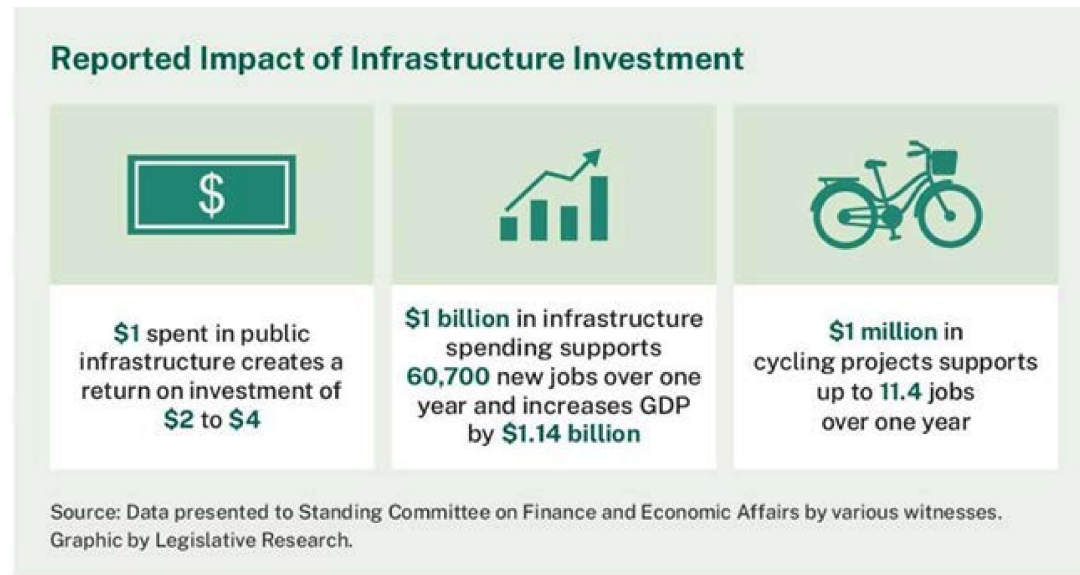 Reported Impact of Infrastructure Investment
$
$1 spent in public
infrastructure creates a
return on investment of
$2 to $4
$1 billion in infrastructure
spending supports
60,700 new jobs over one
year and increases GDP
by $1.14 billion
$1 million in
cycling projects supports
up to 11.4 jobs
over one year
Source: Data presented to Standing Committee on Finance and Economic Affairs by various witnesses.
Graphic by Legislative Research.